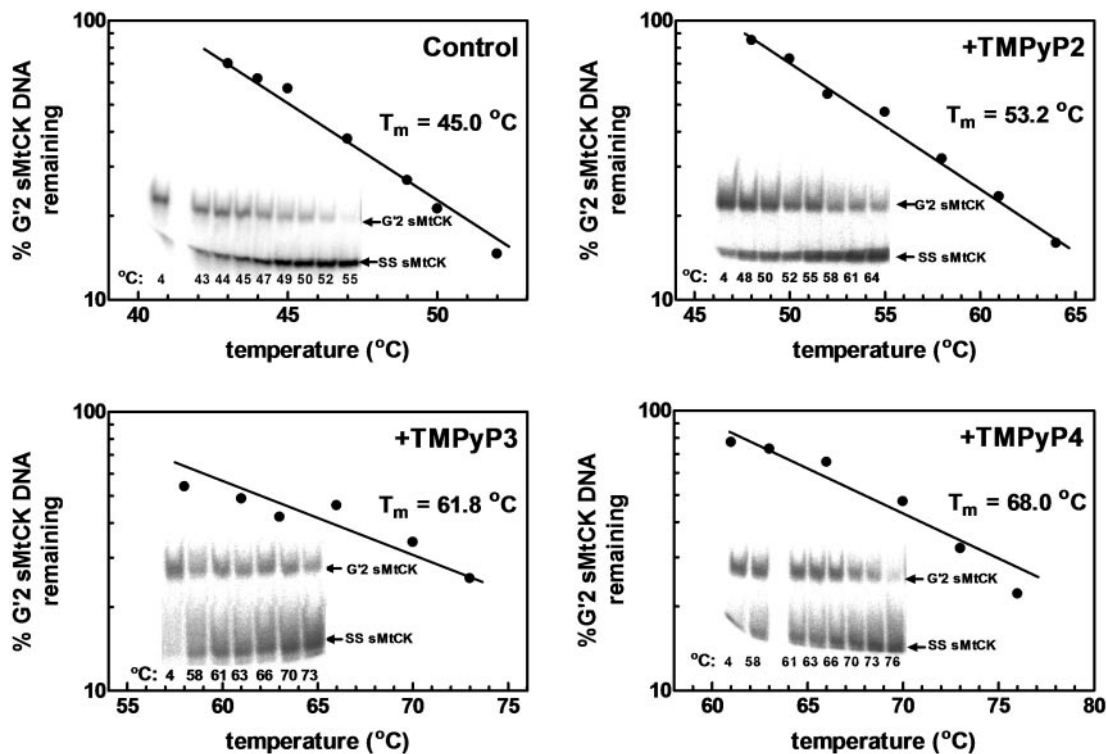 100
Control
% G'2 sMtCK DNA
remaining
Tm = 45.0 °C
G'2 sMtCK
SS sMtCK
°C: 4 43 44 45 47 49 50 52 55
10
40 45 50
temperature (°C)
100
+TMPyP2
% G'2 sMtCK DNA
remaining
Tm = 53.2 °C
G'2 sMtCK
SS sMtCK
°C: 4 48 50 52 55 58 61 64
10
45 50 55 60 65
temperature (°C)
100
+TMPyP3
% G'2 sMtCK DNA
remaining
Tm = 61.8 °C
G'2 sMtCK
SS sMtCK
°C: 4 58 61 63 66 70 73
10
55 60 65 70 75
temperature (°C)
100
+TMPyP4
%G'2 sMtCK DNA
remaining
Tm = 68.0 °C
G'2 sMtCK
SS sMtCK
°C: 4 58 61 63 66 70 73 76
10
60 65 70 75 80
temperature (°C)